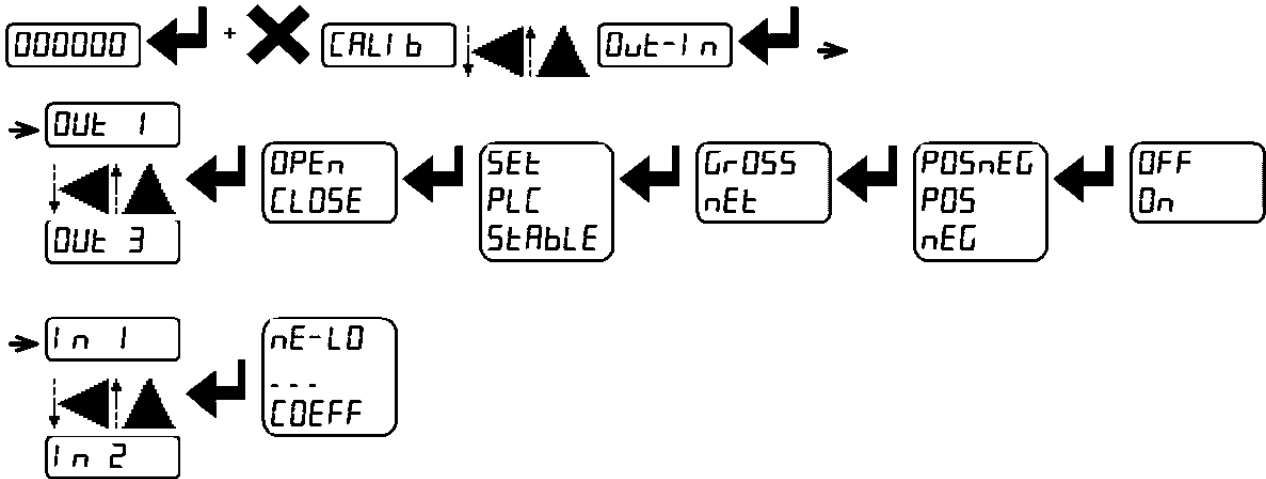 000000 + CALIb Out-In
OUt 1
OPEn
CLOSE
SEt
PLC
StAbLE
GrOSS
nEt
POSnEG
POS
nEG
OFF
On
OUt 3
In 1
nE-LO
---
COEFF
In 2